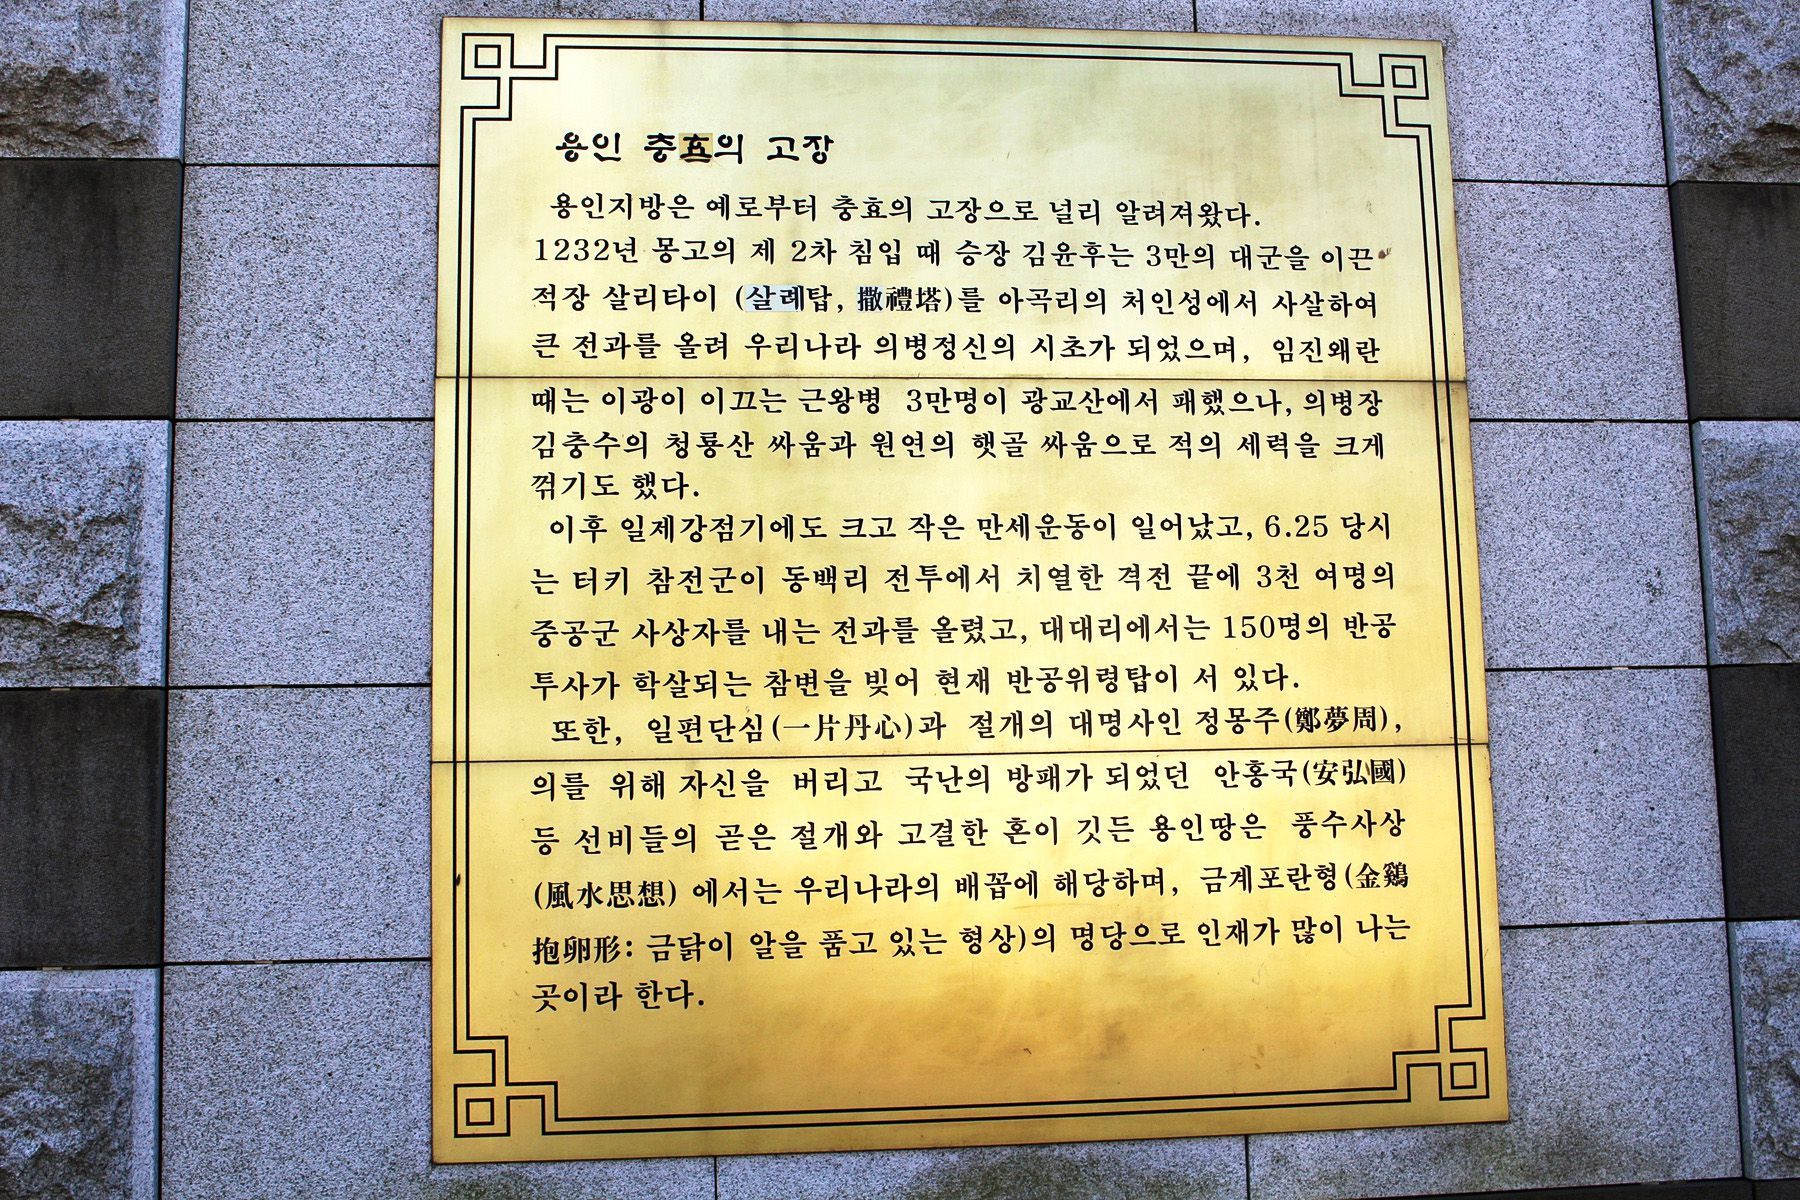 용인 충효의 고장
용인지방은 예로부터 충효의 고장으로 널리 알려져왔다.
1232년 몽고의 제 2차 침입 때 승장 김윤후는 3만의 대군을 이끈
적장 살리타이 (살례탑, 撒禮塔)를 아곡리의 처인성에서 사살하여
큰 전과를 올려 우리나라 의병정신의 시초가 되었으며, 임진왜란
때는 이광이 이끄는 근왕병 3만명이 광교산에서 패했으나, 의병장
김충수의 청룡산 싸움과 원연의 햇골 싸움으로 적의 세력을 크게
꺾기도 했다.
이후 일제강점기에도 크고 작은 만세운동이 일어났고, 6.25 당시
는 터키 참전군이 동백리 전투에서 치열한 격전 끝에 3천 여명의
중공군 사상자를 내는 전과를 올렸고, 대대리에서는 150명의 반공
투사가 학살되는 참변을 빚어 현재 반공위령탑이 서 있다.
또한, 일편단심(一片丹心)과 절개의 대명사인 정몽주(鄭夢周),
의를 위해 자신을 버리고 국난의 방패가 되었던 안홍국(安弘國)
등 선비들의 곧은 절개와 고결한 혼이 깃든 용인땅은 풍수사상
(風水思想) 에서는 우리나라의 배꼽에 해당하며, 금계포란형(金鷄
抱卵形: 금닭이 알을 품고 있는 형상)의 명당으로 인재가 많이 나는
곳이라 한다.